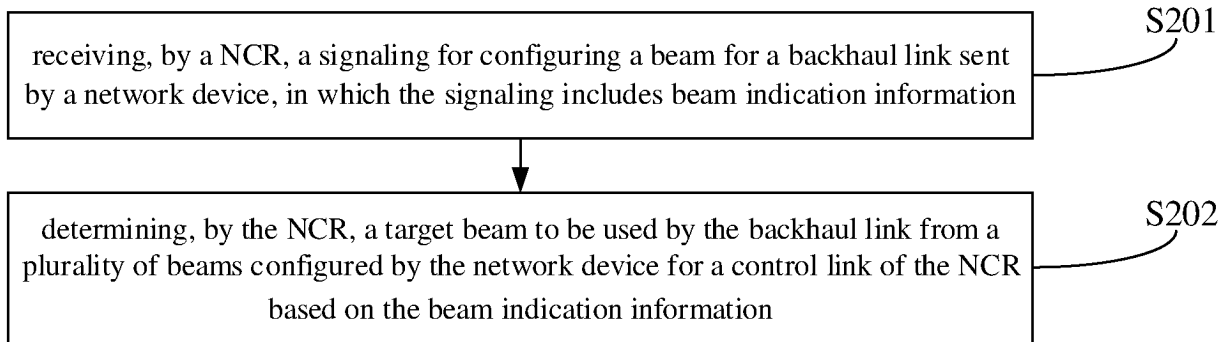 S201
receiving, by a NCR, a signaling for configuring a beam for a backhaul link sent
by a network device, in which the signaling includes beam indication information
S202
determining, by the NCR, a target beam to be used by the backhaul link from a
plurality of beams configured by the network device for a control link of the NCR
based on the beam indication information